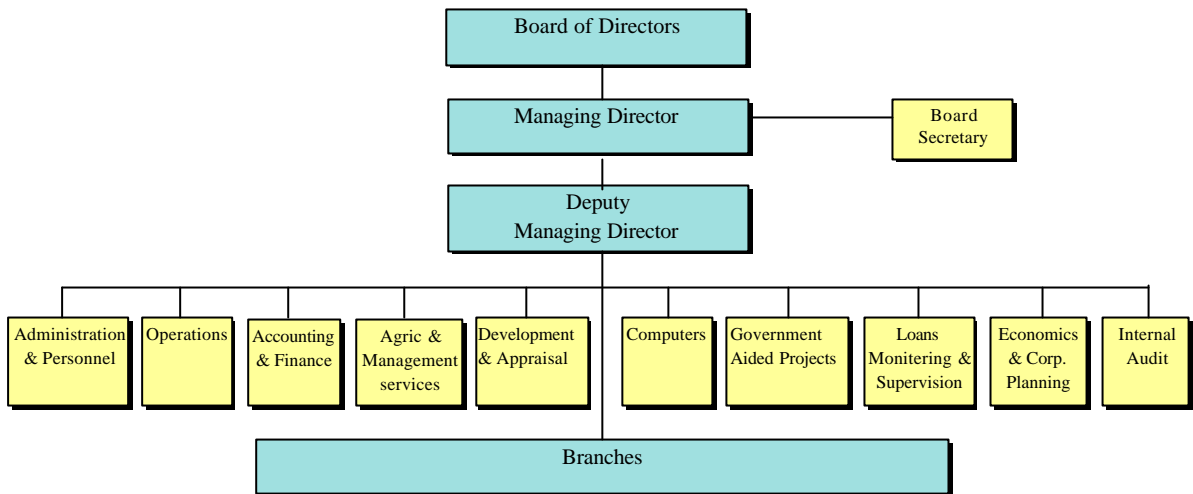 Board of Directors
Managing Director
Board
Secretary
Deputy
Managing Director
Administration
& Personnel
Operations
Accounting
& Finance
Agric &
Management
services
Development
& Appraisal
Computers
Government
Aided Projects
Loans
Monitering &
Supervision
Economics
& Corp.
Planning
Internal
Audit
Branches